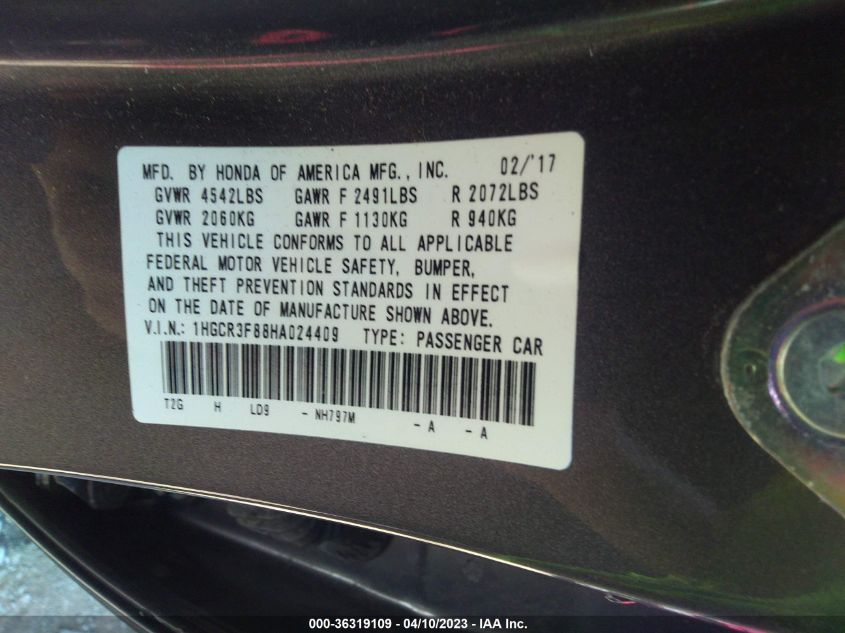 MFD. BY HONDA OF AMERICA MFG., INC. 02/'17
GVWR 4542LBS GAWR F 2491LBS R 2072LBS
GVWR 2060KG GAWR F 1130KG R 940KG
THIS VEHICLE CONFORMS TO ALL APPLICABLE
FEDERAL MOTOR VEHICLE SAFETY, BUMPER,
AND THEFT PREVENTION STANDARDS IN EFFECT
ON THE DATE OF MANUFACTURE SHOWN ABOVE.
V.I.N.: 1HGCR3F88HA024409 TYPE: PASSENGER CAR
T2G H LD9 - NH797M - A - A
000-36319109 - 04/10/2023 - IAA Inc.